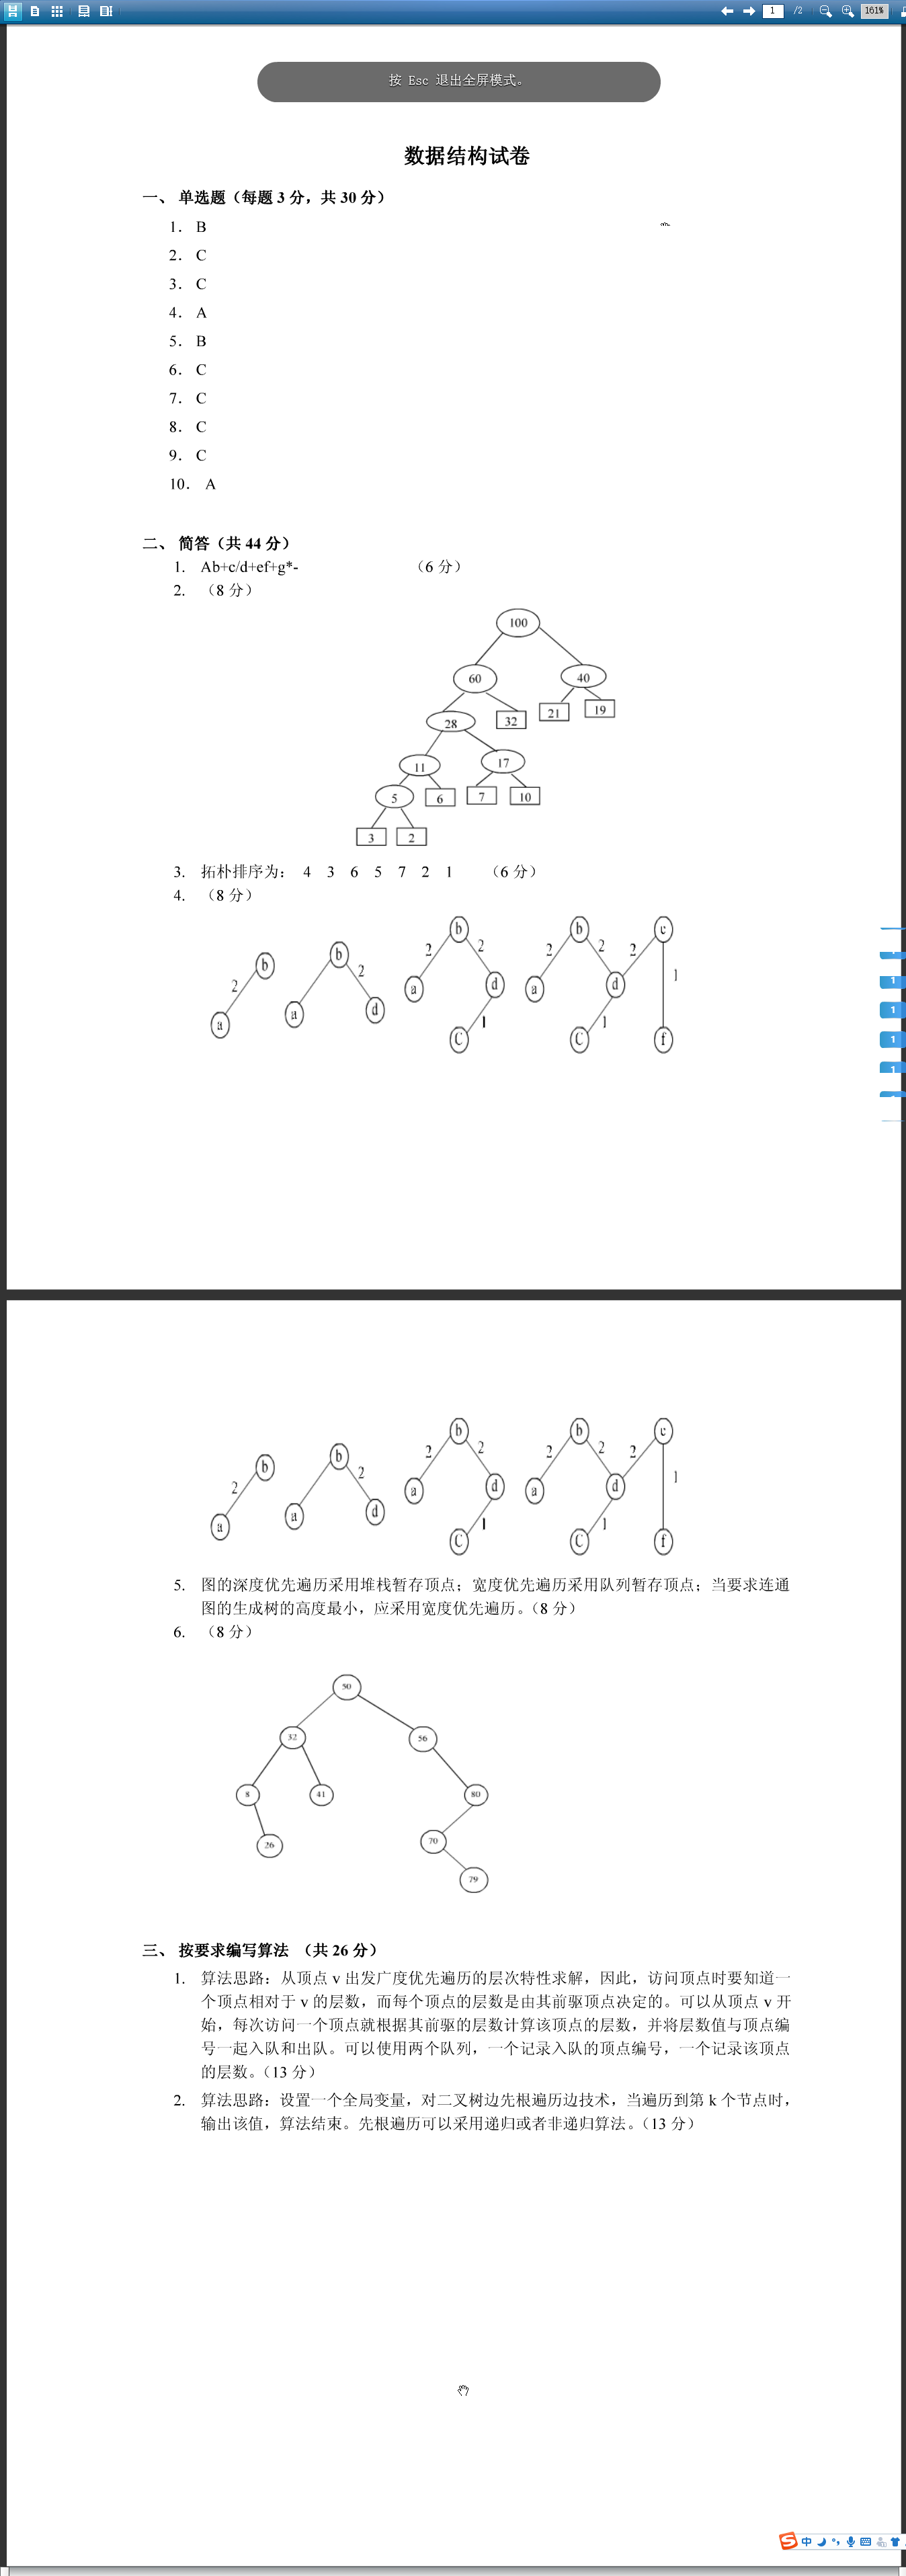 1 /2 161%
按 Esc 退出全屏模式。
数据结构试卷
一、 单选题（每题 3 分，共 30 分）
1. B
2. C
3. C
4. A
5. B
6. C
7. C
8. C
9. C
10. A
二、 简答（共 44 分）
1. Ab+c/d+ef+g*- （6 分）
2. （8 分）
100
60 40
28 32 21 19
11 17
5 6 7 10
3 2
3. 拓朴排序为： 4 3 6 5 7 2 1 （6 分）
4. （8 分）
b 2 a
b 2 a d
b 2 2 a d 1 C
b 2 2 a d 1 C 2 e 1 f
1
1
1
1
b 2 a
b 2 a d
b 2 2 a d 1 C
b 2 2 a d 1 C 2 e 1 f
5. 图的深度优先遍历采用堆栈暂存顶点；宽度优先遍历采用队列暂存顶点；当要求连通
图的生成树的高度最小，应采用宽度优先遍历。（8 分）
6. （8 分）
50
32 56
8 41 80
26 70
79
三、 按要求编写算法 （共 26 分）
1. 算法思路：从顶点 v 出发广度优先遍历的层次特性求解，因此，访问顶点时要知道一
个顶点相对于 v 的层数，而每个顶点的层数是由其前驱顶点决定的。可以从顶点 v 开
始，每次访问一个顶点就根据其前驱的层数计算该顶点的层数，并将层数值与顶点编
号一起入队和出队。可以使用两个队列，一个记录入队的顶点编号，一个记录该顶点
的层数。（13 分）
2. 算法思路：设置一个全局变量，对二叉树边先根遍历边技术，当遍历到第 k 个节点时，
输出该值，算法结束。先根遍历可以采用递归或者非递归算法。（13 分）
S 中